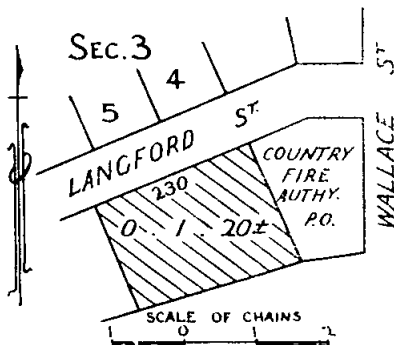 SEC. 3
5
4
LANGFORD ST.
WALLACE ST
230
0 . 1 . 20±
COUNTRY
FIRE
AUTHY.
P.O.
SCALE OF CHAINS
1 0 1 2